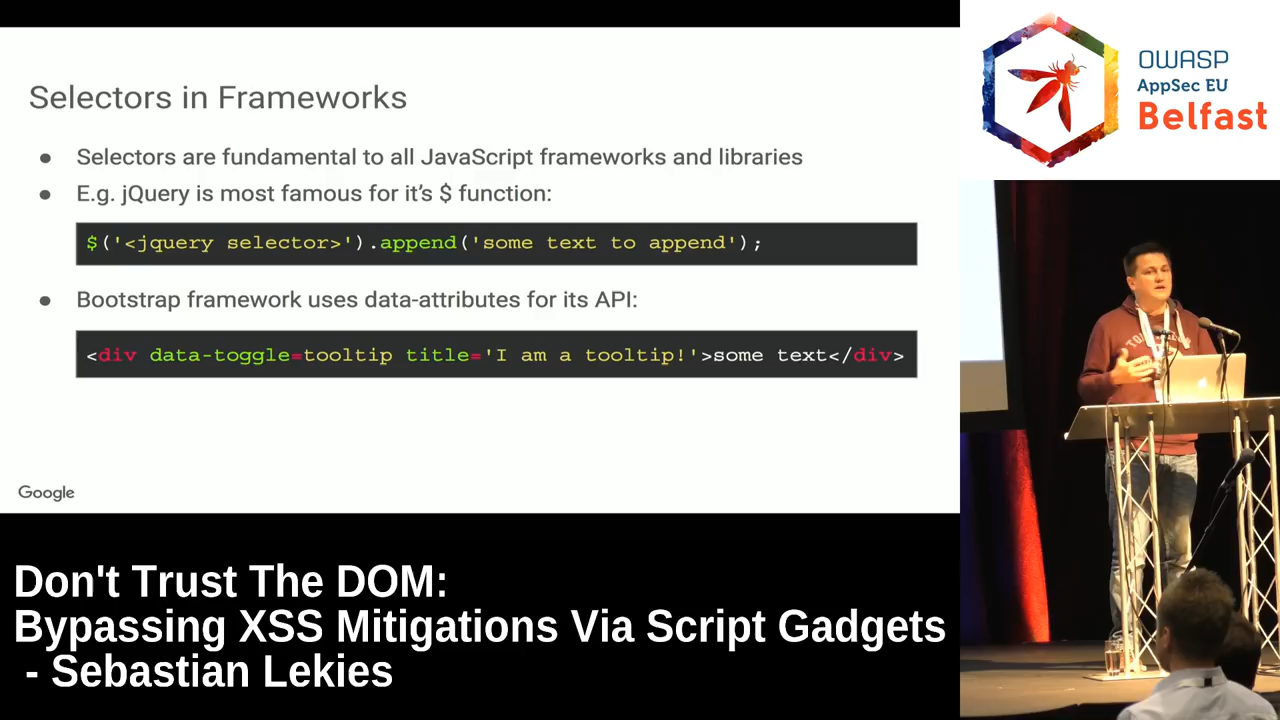 Selectors in Frameworks
● Selectors are fundamental to all JavaScript frameworks and libraries
● E.g. jQuery is most famous for it's $ function:
$('<jquery selector>').append('some text to append');
● Bootstrap framework uses data-attributes for its API:
<div data-toggle=tooltip title='I am a tooltip!'>some text</div>
Google
OWASP
AppSec EU
Belfast
Don't Trust The DOM:
Bypassing XSS Mitigations Via Script Gadgets
- Sebastian Lekies